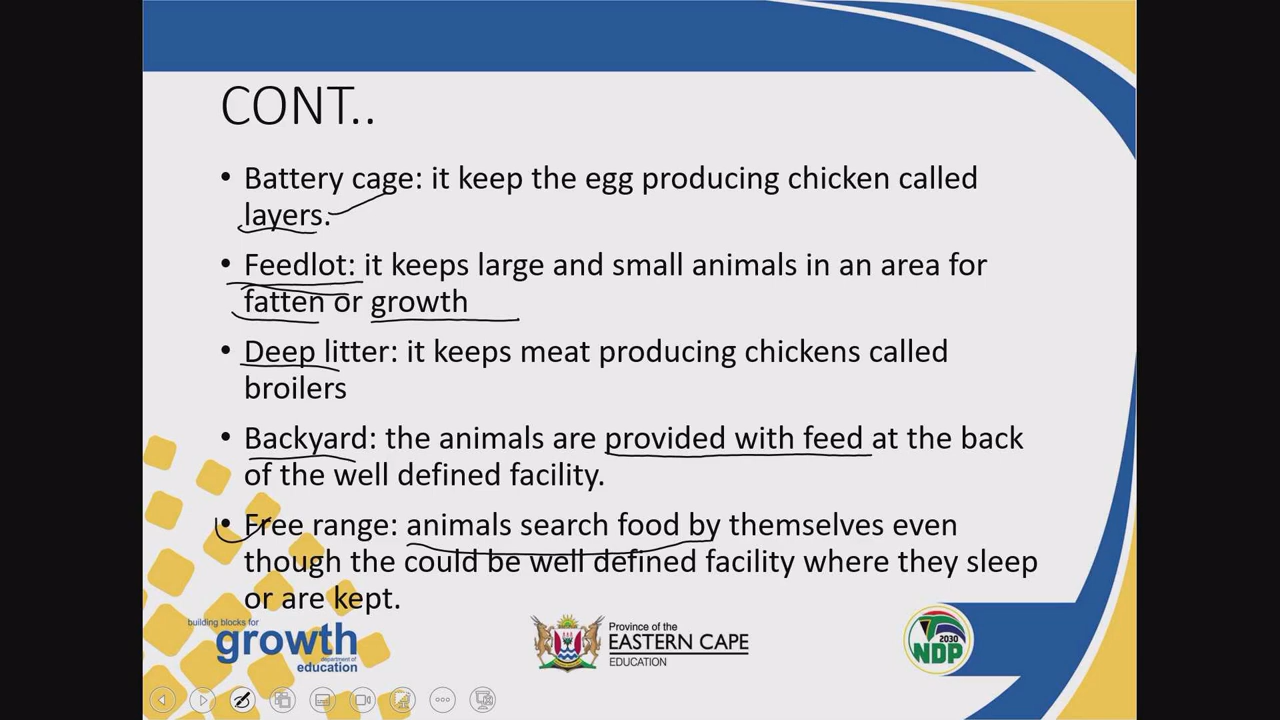 CONT..
• Battery cage: it keep the egg producing chicken called
layers.
• Feedlot: it keeps large and small animals in an area for
fatten or growth
• Deep litter: it keeps meat producing chickens called
broilers
• Backyard: the animals are provided with feed at the back
of the well defined facility.
• Free range: animals search food by themselves even
though the could be well defined facility where they sleep
or are kept.
building blocks for
growth
department of
education
Province of the
EASTERN CAPE
EDUCATION
2030
NDP